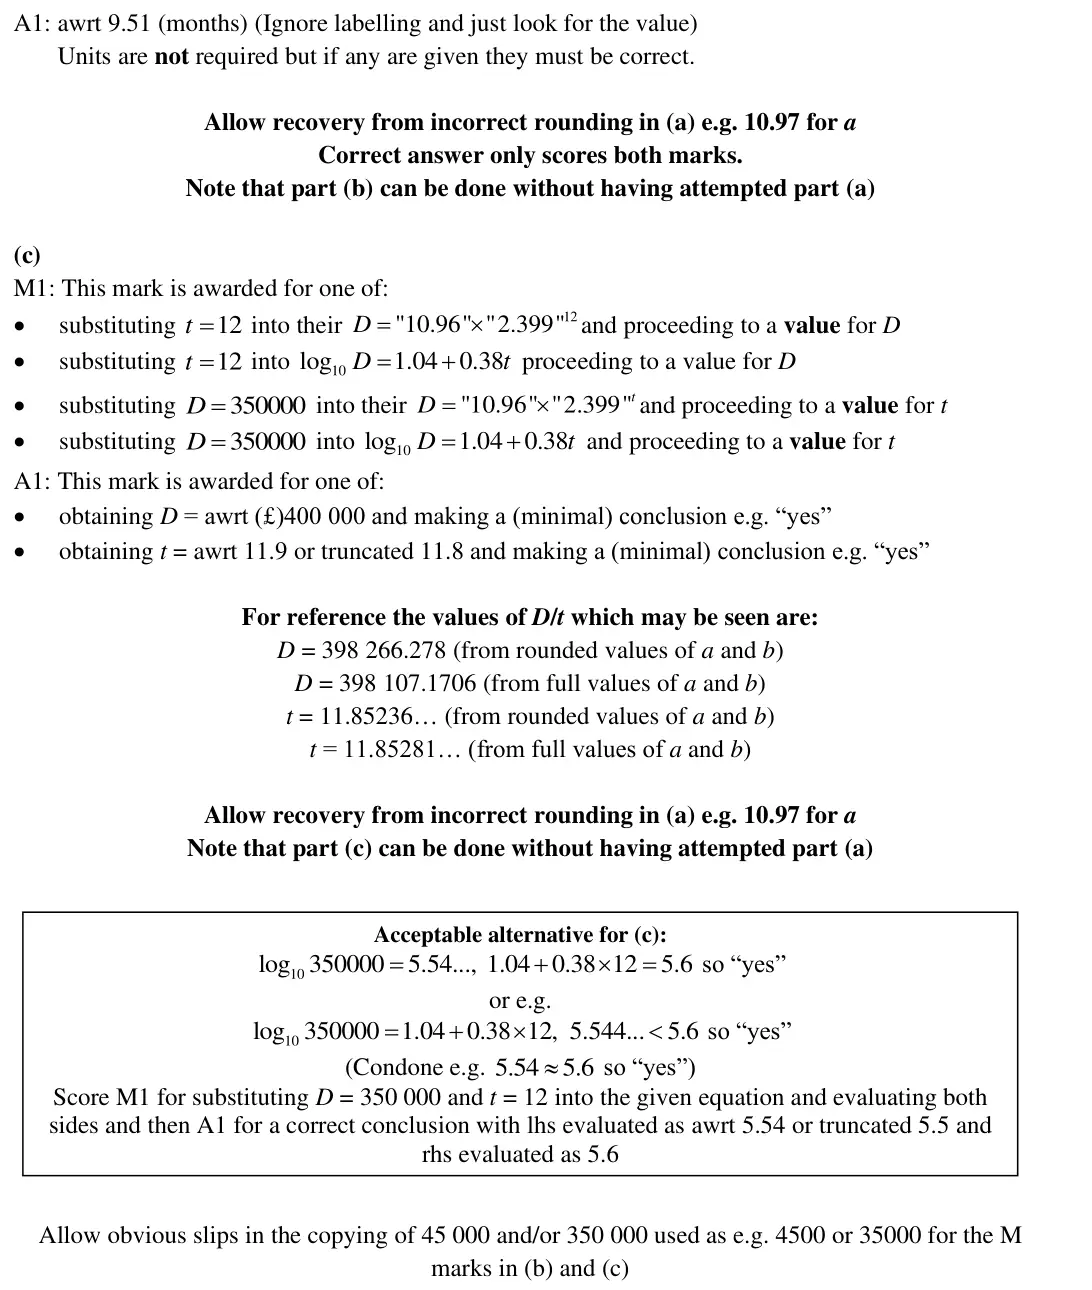 A1: awrt 9.51 (months) (Ignore labelling and just look for the value)
Units are not required but if any are given they must be correct.
Allow recovery from incorrect rounding in (a) e.g. 10.97 for a
Correct answer only scores both marks.
Note that part (b) can be done without having attempted part (a)
(c)
M1: This mark is awarded for one of:
• substituting t = 12 into their D = "10.96"×"2.399"¹² and proceeding to a value for D
• substituting t = 12 into log₁₀ D = 1.04 + 0.38t proceeding to a value for D
• substituting D = 350000 into their D = "10.96"×"2.399"ᵗ and proceeding to a value for t
• substituting D = 350000 into log₁₀ D = 1.04 + 0.38t and proceeding to a value for t
A1: This mark is awarded for one of:
• obtaining D = awrt (£)400 000 and making a (minimal) conclusion e.g. “yes”
• obtaining t = awrt 11.9 or truncated 11.8 and making a (minimal) conclusion e.g. “yes”
For reference the values of D/t which may be seen are:
D = 398 266.278 (from rounded values of a and b)
D = 398 107.1706 (from full values of a and b)
t = 11.85236… (from rounded values of a and b)
t = 11.85281… (from full values of a and b)
Allow recovery from incorrect rounding in (a) e.g. 10.97 for a
Note that part (c) can be done without having attempted part (a)
Acceptable alternative for (c):
log₁₀ 350000 = 5.54..., 1.04 + 0.38×12 = 5.6 so “yes”
or e.g.
log₁₀ 350000 = 1.04 + 0.38×12, 5.544... < 5.6 so “yes”
(Condone e.g. 5.54 ≈ 5.6 so “yes”)
Score M1 for substituting D = 350 000 and t = 12 into the given equation and evaluating both
sides and then A1 for a correct conclusion with lhs evaluated as awrt 5.54 or truncated 5.5 and
rhs evaluated as 5.6
Allow obvious slips in the copying of 45 000 and/or 350 000 used as e.g. 4500 or 35000 for the M
marks in (b) and (c)